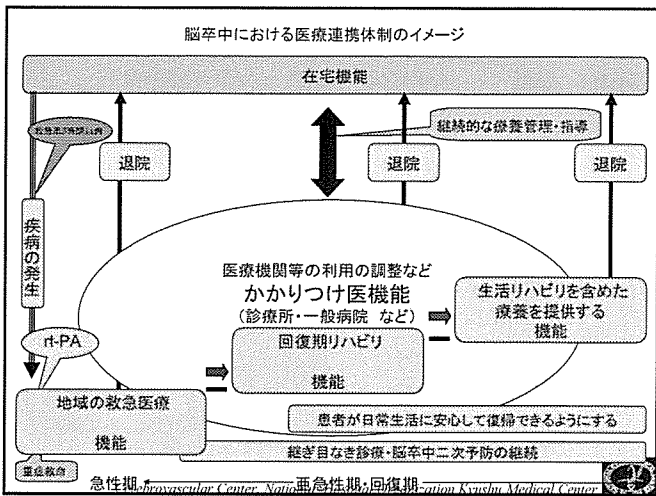 脳卒中における医療連携体制のイメージ
在宅機能
継続的な療養管理・指導
退院
退院
退院
疾病の発生
医療機関等の利用の調整など
かかりつけ医機能
(診療所・一般病院 など)
生活リハビリを含めた
療養を提供する
機能
rt-PA
回復期リハビリ
機能
地域の救急医療
機能
患者が日常生活に安心して復帰できるようにする
継ぎ目なき診療・脳卒中二次予防の継続
重症救命
急性期
亜急性期・回復期
Cerebrovascular Center, National Kyushu Medical Center